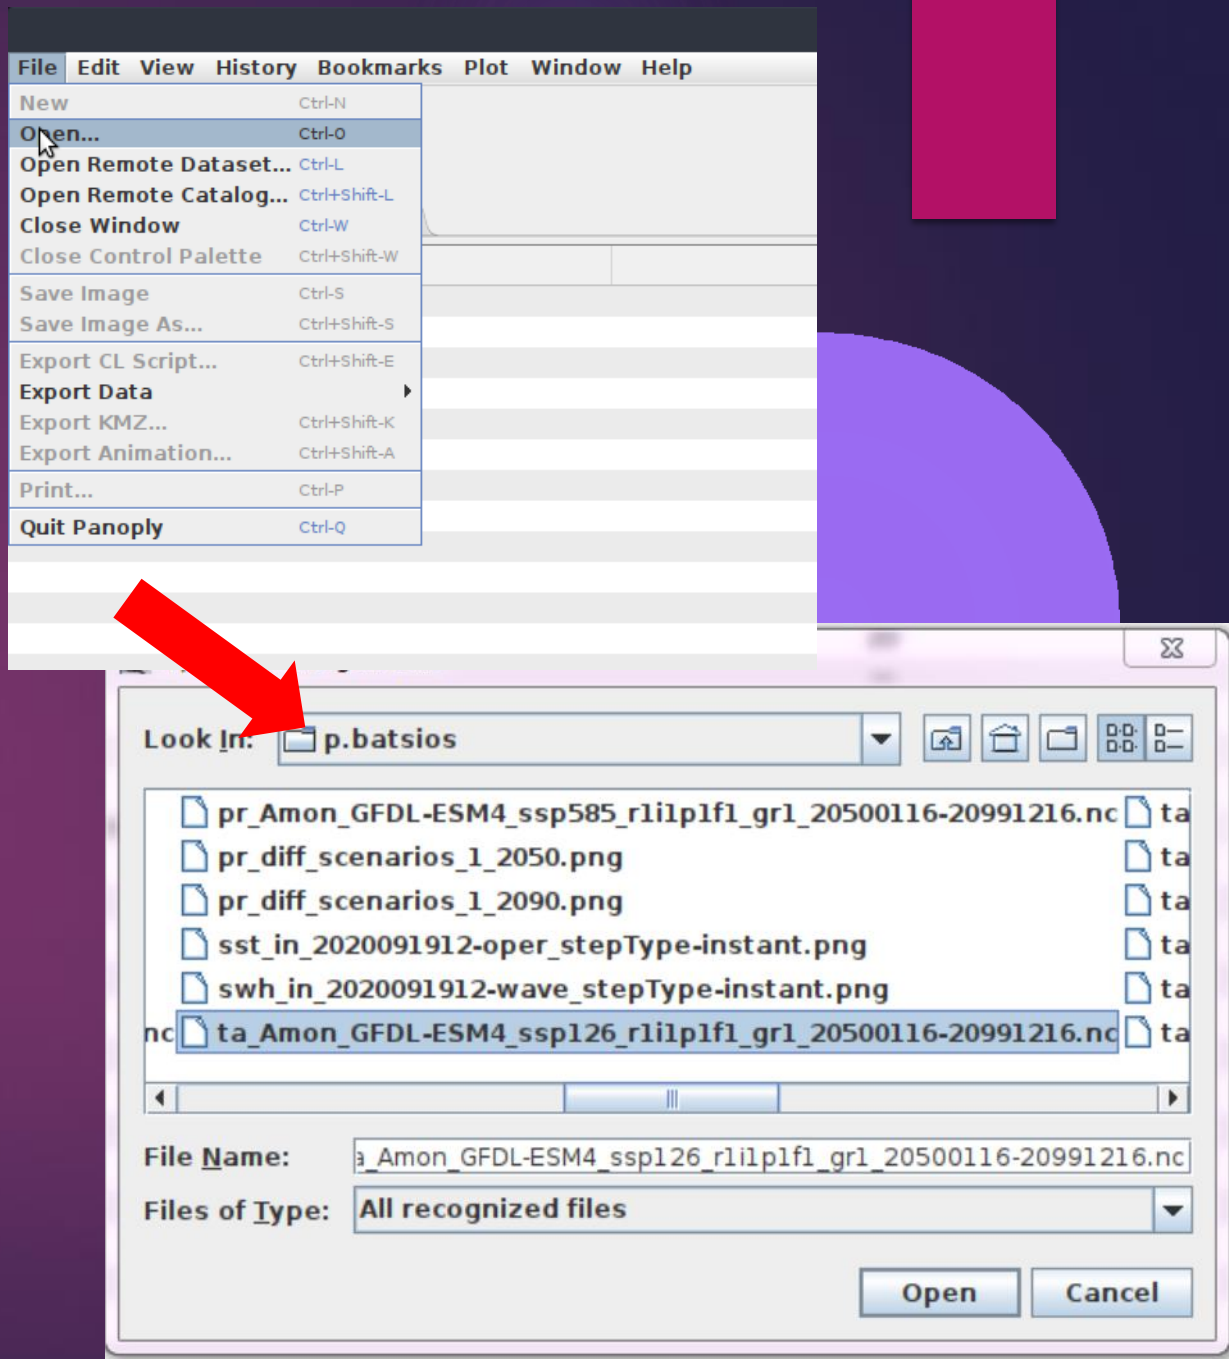 File Edit View History Bookmarks Plot Window Help
New Ctrl-N
Open... Ctrl-O
Open Remote Dataset... Ctrl-L
Open Remote Catalog... Ctrl+Shift-L
Close Window Ctrl-W
Close Control Palette Ctrl+Shift-W
Save Image Ctrl-S
Save Image As... Ctrl+Shift-S
Export CL Script... Ctrl+Shift-E
Export Data
Export KMZ... Ctrl+Shift-K
Export Animation... Ctrl+Shift-A
Print... Ctrl-P
Quit Panoply Ctrl-Q
Look In: p.batsios
pr_Amon_GFDL-ESM4_ssp585_r1i1p1f1_gr1_20500116-20991216.nc ta
pr_diff_scenarios_1_2050.png ta
pr_diff_scenarios_1_2090.png ta
sst_in_2020091912-oper_stepType-instant.png ta
swh_in_2020091912-wave_stepType-instant.png ta
nc ta_Amon_GFDL-ESM4_ssp126_r1i1p1f1_gr1_20500116-20991216.nc ta
File Name: a_Amon_GFDL-ESM4_ssp126_r1i1p1f1_gr1_20500116-20991216.nc
Files of Type: All recognized files
Open Cancel